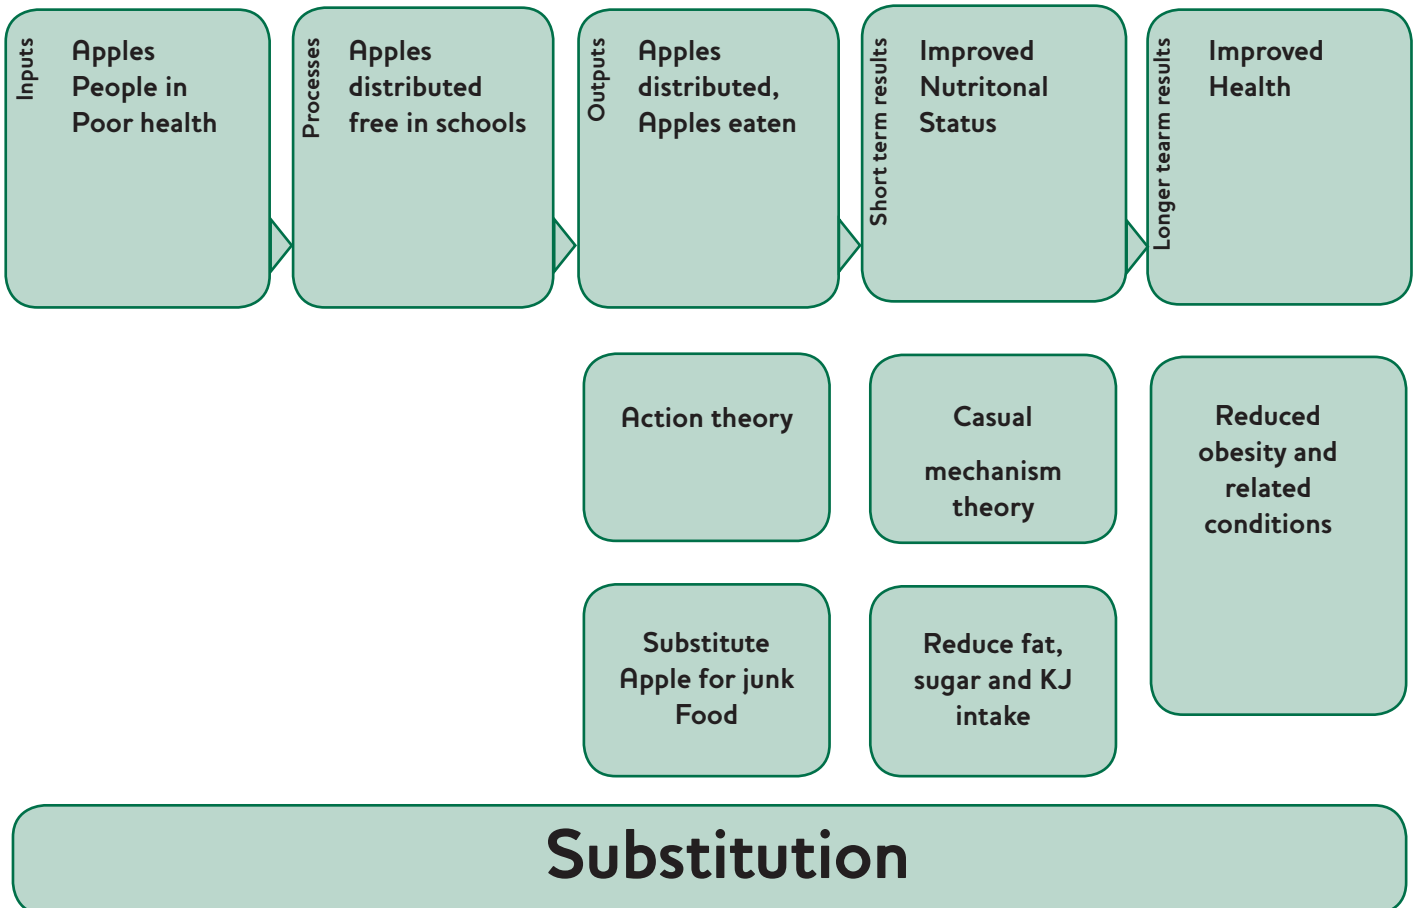 Inputs
Apples
People in
Poor health
Processes
Apples
distributed
free in schools
Outputs
Apples
distributed,
Apples eaten
Short term results
Improved
Nutritonal
Status
Longer tearm results
Improved
Health
Action theory
Casual
mechanism
theory
Reduced
obesity and
related
conditions
Substitute
Apple for junk
Food
Reduce fat,
sugar and KJ
intake
Substitution